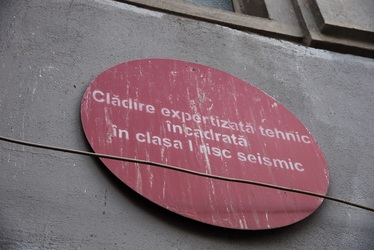 Clădire expertizată tehnic
încadrată
în clasa I risc seismic